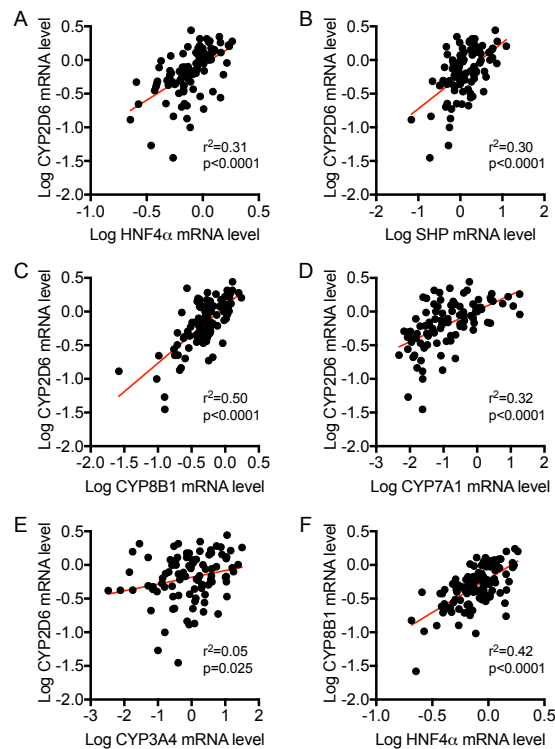 A
Log CYP2D6 mRNA level
0.5
0.0
-0.5
-1.0
-1.5
-2.0
r²=0.31
p<0.0001
-1.0 -0.5 0.0 0.5
Log HNF4α mRNA level
B
Log CYP2D6 mRNA level
0.5
0.0
-0.5
-1.0
-1.5
-2.0
r²=0.30
p<0.0001
-2 -1 0 1 2
Log SHP mRNA level
C
Log CYP2D6 mRNA level
0.5
0.0
-0.5
-1.0
-1.5
-2.0
r²=0.50
p<0.0001
-2.0 -1.5 -1.0 -0.5 0.0 0.5
Log CYP8B1 mRNA level
D
Log CYP2D6 mRNA level
0.5
0.0
-0.5
-1.0
-1.5
-2.0
r²=0.32
p<0.0001
-3 -2 -1 0 1 2
Log CYP7A1 mRNA level
E
Log CYP2D6 mRNA level
0.5
0.0
-0.5
-1.0
-1.5
-2.0
r²=0.05
p=0.025
-3 -2 -1 0 1 2
Log CYP3A4 mRNA level
F
Log CYP8B1 mRNA level
0.5
0.0
-0.5
-1.0
-1.5
-2.0
r²=0.42
p<0.0001
-1.0 -0.5 0.0 0.5
Log HNF4α mRNA level